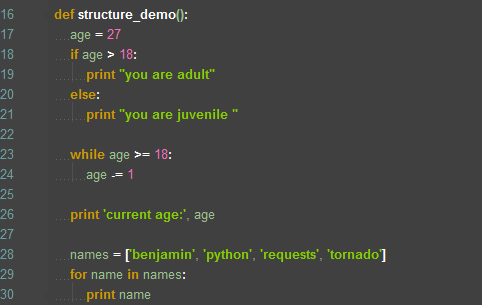 16 def structure_demo():
17 age = 27
18 if age > 18:
19 print "you are adult"
20 else:
21 print "you are juvenile "
22
23 while age >= 18:
24 age -= 1
25
26 print 'current age:', age
27
28 names = ['benjamin', 'python', 'requests', 'tornado']
29 for name in names:
30 print name